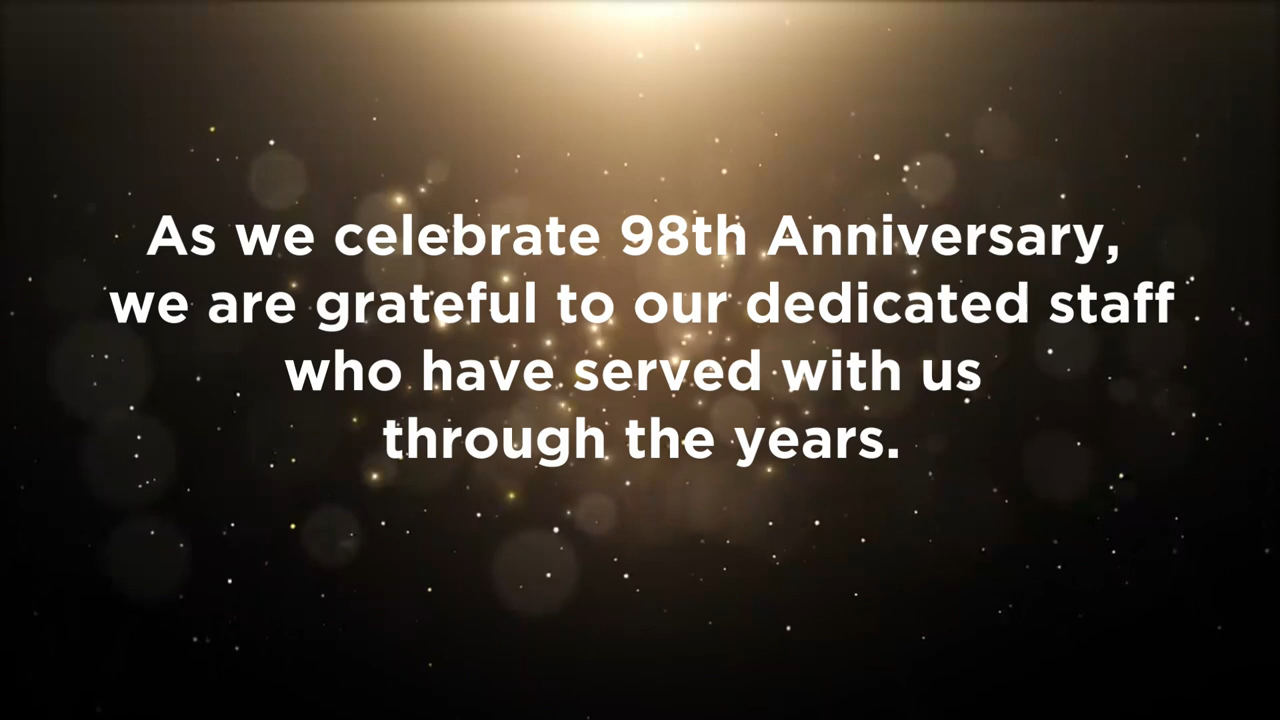 As we celebrate 98th Anniversary,
we are grateful to our dedicated staff
who have served with us
through the years.